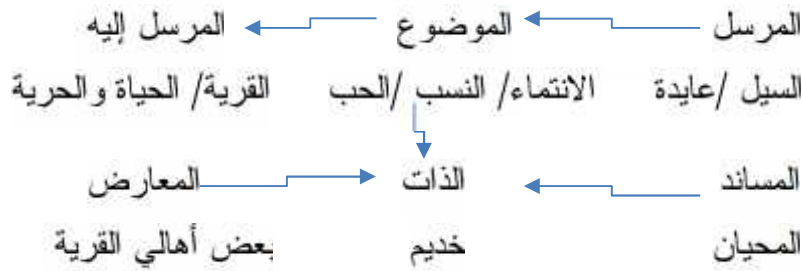 المرسل الموضوع المرسل إليه
السيل /عايدة الانتماء/ النسب /الحب القرية/ الحياة والحرية
المساند الذات المعارض
المحيان خديم بعض أهالي القرية